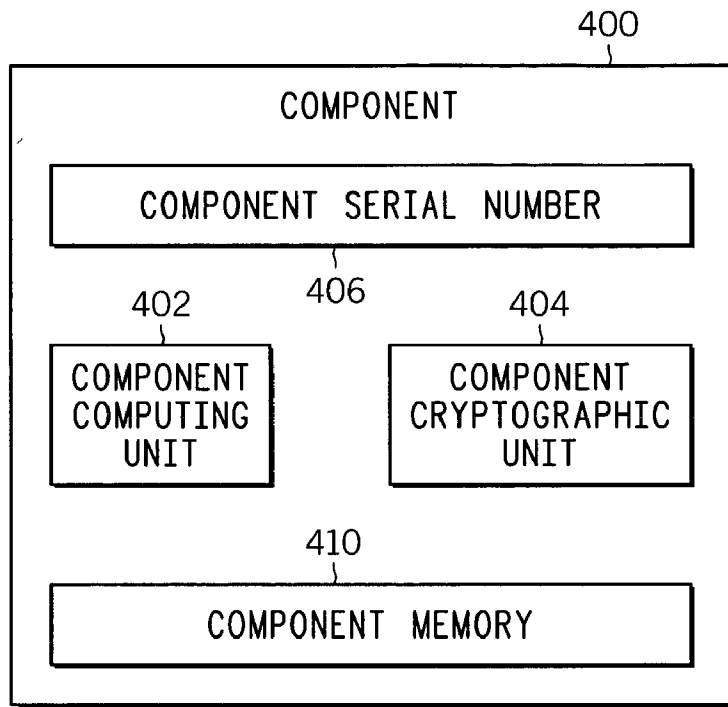 400
COMPONENT
COMPONENT SERIAL NUMBER
406
402
COMPONENT
COMPUTING
UNIT
404
COMPONENT
CRYPTOGRAPHIC
UNIT
410
COMPONENT MEMORY